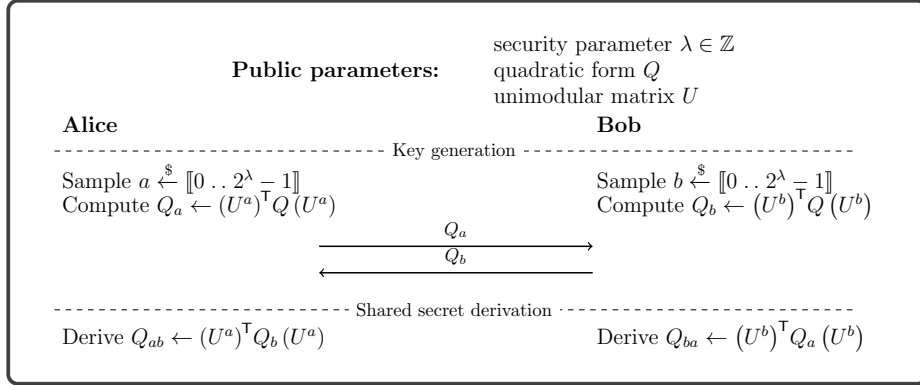 Public parameters:
security parameter λ ∈ ℤ
quadratic form Q
unimodular matrix U
Alice Bob
Key generation
Sample a ←$ ⟦0 . . 2^λ − 1⟧ Sample b ←$ ⟦0 . . 2^λ − 1⟧
Compute Q_a ← (U^a)^T Q (U^a) Compute Q_b ← (U^b)^T Q (U^b)
Q_a
Q_b
Shared secret derivation
Derive Q_ab ← (U^a)^T Q_b (U^a) Derive Q_ba ← (U^b)^T Q_a (U^b)